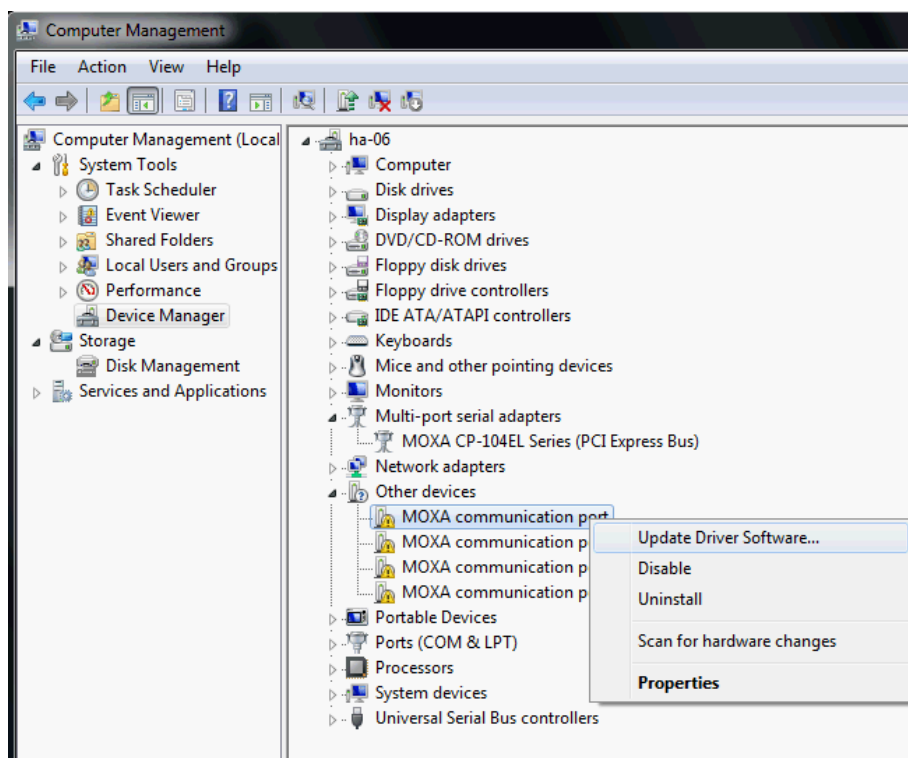 Computer Management
File Action View Help
Computer Management (Local
System Tools
Task Scheduler
Event Viewer
Shared Folders
Local Users and Groups
Performance
Device Manager
Storage
Disk Management
Services and Applications
ha-06
Computer
Disk drives
Display adapters
DVD/CD-ROM drives
Floppy disk drives
Floppy drive controllers
IDE ATA/ATAPI controllers
Keyboards
Mice and other pointing devices
Monitors
Multi-port serial adapters
MOXA CP-104EL Series (PCI Express Bus)
Network adapters
Other devices
MOXA communication port
MOXA communication p
MOXA communication p
MOXA communication p
Portable Devices
Ports (COM & LPT)
Processors
System devices
Universal Serial Bus controllers
Update Driver Software...
Disable
Uninstall
Scan for hardware changes
Properties